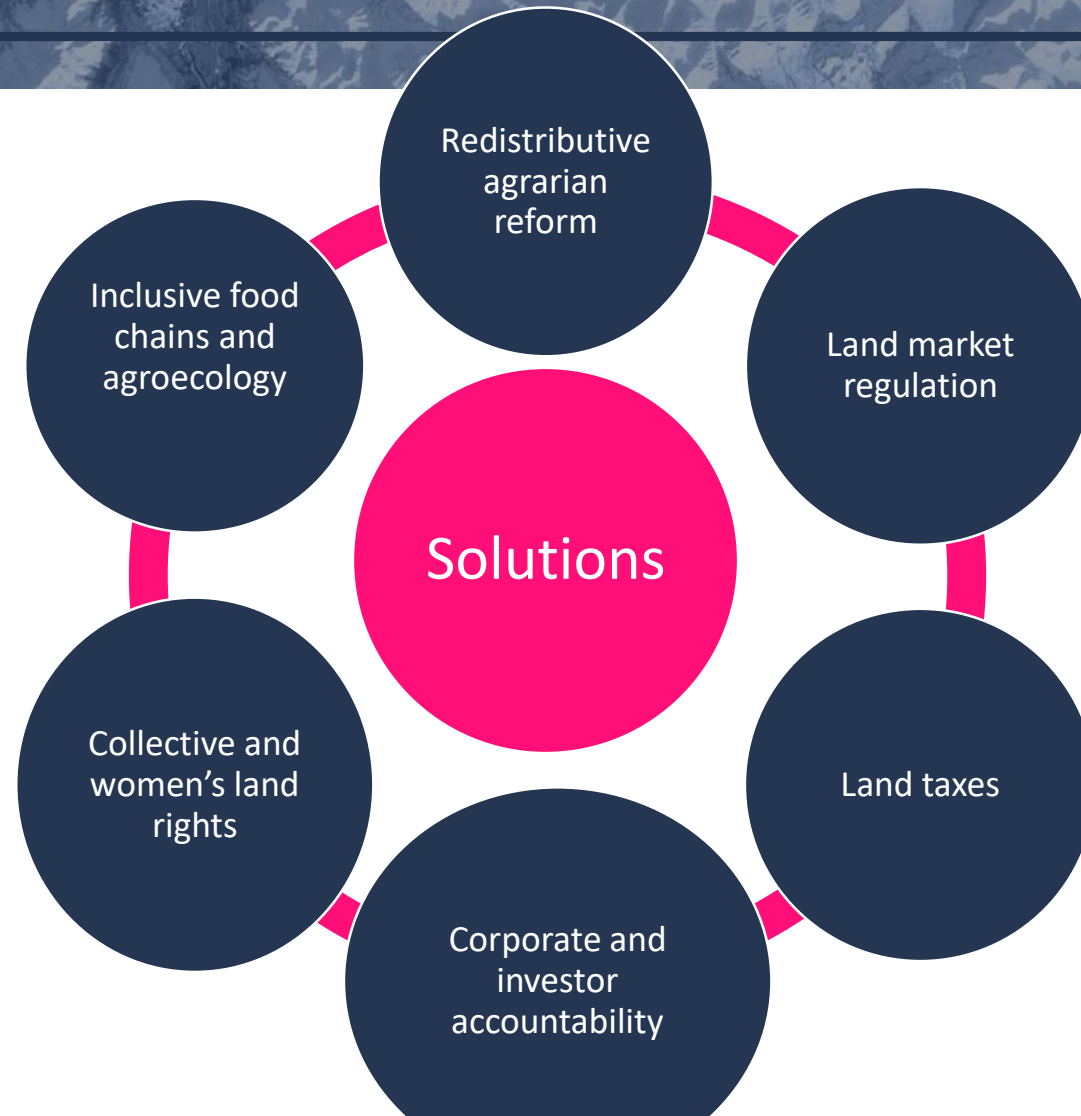 Redistributive
agrarian
reform
Inclusive food
chains and
agroecology
Land market
regulation
Solutions
Collective and
women’s land
rights
Land taxes
Corporate and
investor
accountability